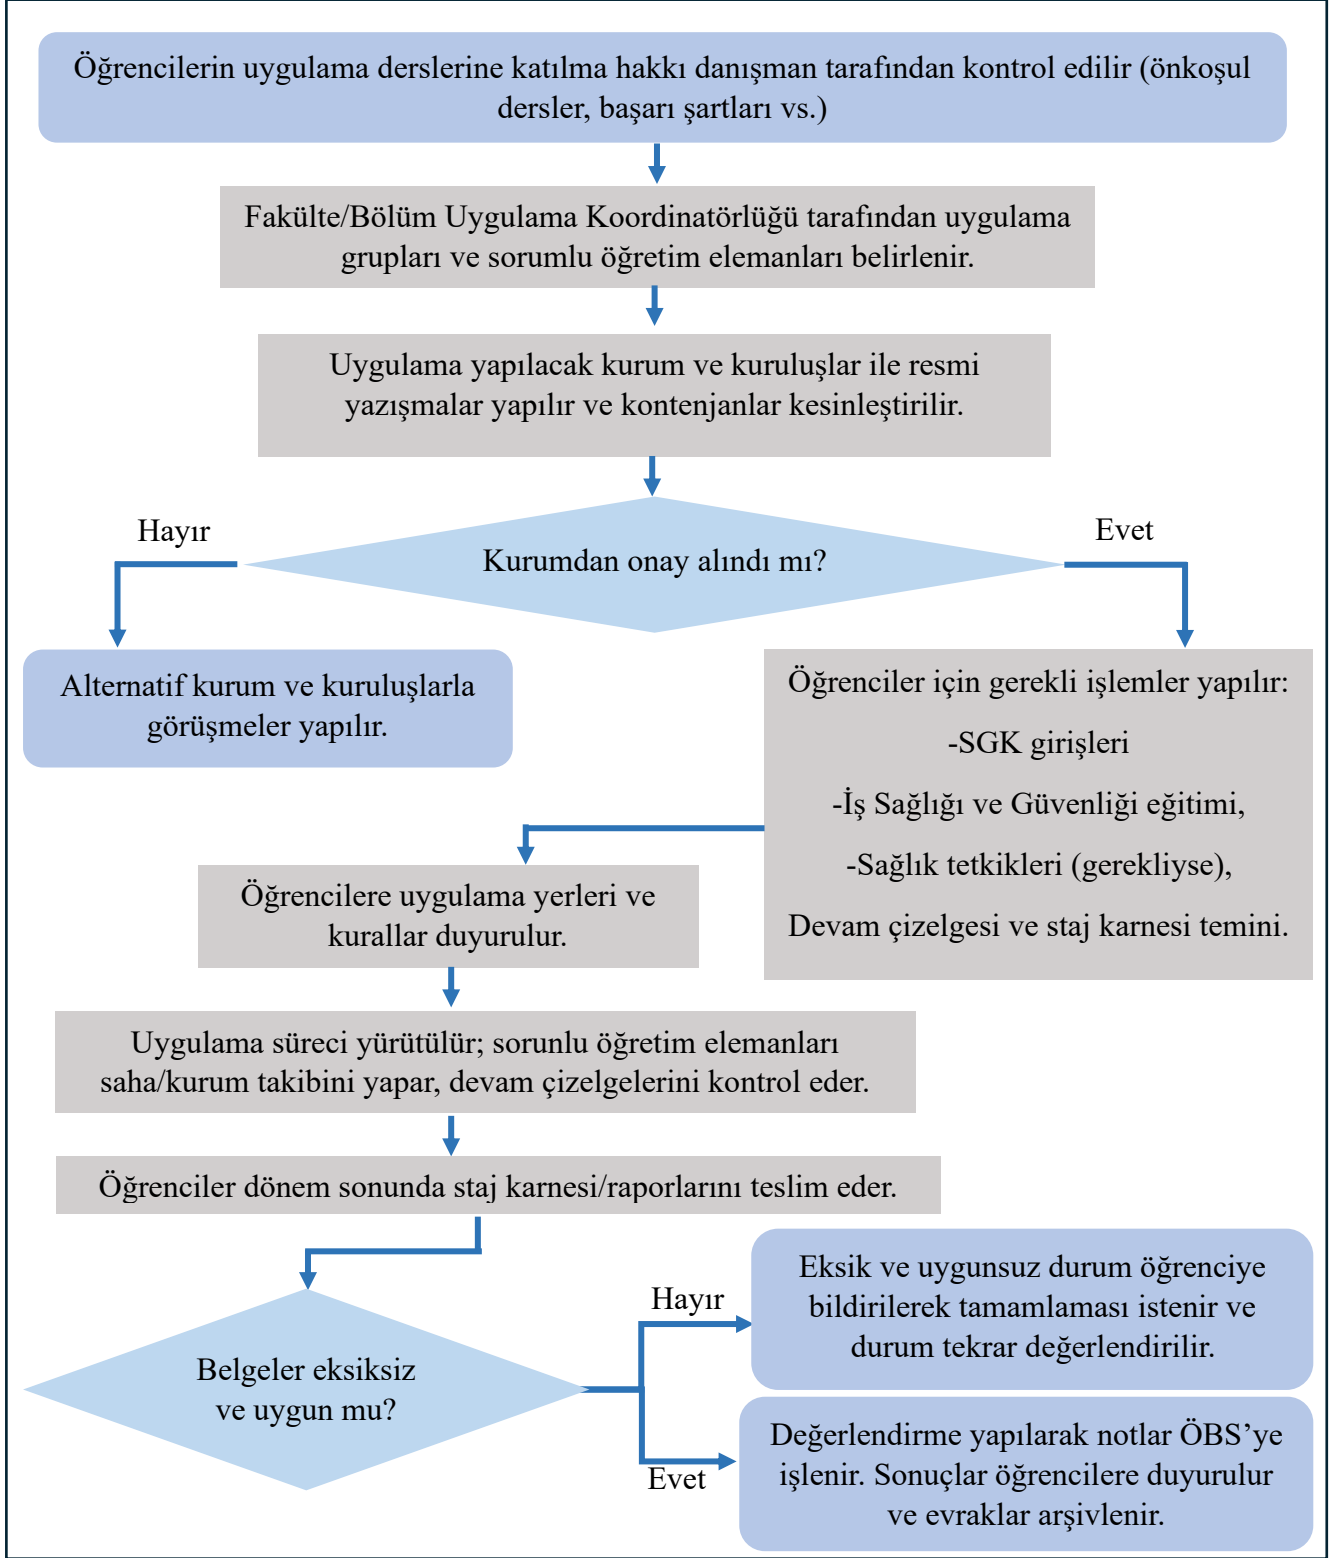 Öğrencilerin uygulama derslerine katılma hakkı danışman tarafından kontrol edilir (önkoşul
dersler, başarı şartları vs.)
Fakülte/Bölüm Uygulama Koordinatörlüğü tarafından uygulama
grupları ve sorumlu öğretim elemanları belirlenir.
Uygulama yapılacak kurum ve kuruluşlar ile resmi
yazışmalar yapılır ve kontenjanlar kesinleştirilir.
Hayır
Evet
Kurumdan onay alındı mı?
Alternatif kurum ve kuruluşlarla
görüşmeler yapılır.
Öğrenciler için gerekli işlemler yapılır:
-SGK girişleri
-İş Sağlığı ve Güvenliği eğitimi,
-Sağlık tetkikleri (gerekliyse),
Devam çizelgesi ve staj karnesi temini.
Öğrencilere uygulama yerleri ve
kurallar duyurulur.
Uygulama süreci yürütülür; sorunlu öğretim elemanları
saha/kurum takibini yapar, devam çizelgelerini kontrol eder.
Öğrenciler dönem sonunda staj karnesi/raporlarını teslim eder.
Belgeler eksiksiz
ve uygun mu?
Hayır
Eksik ve uygunsuz durum öğrenciye
bildirilerek tamamlaması istenir ve
durum tekrar değerlendirilir.
Evet
Değerlendirme yapılarak notlar ÖBS’ye
işlenir. Sonuçlar öğrencilere duyurulur
ve evraklar arşivlenir.